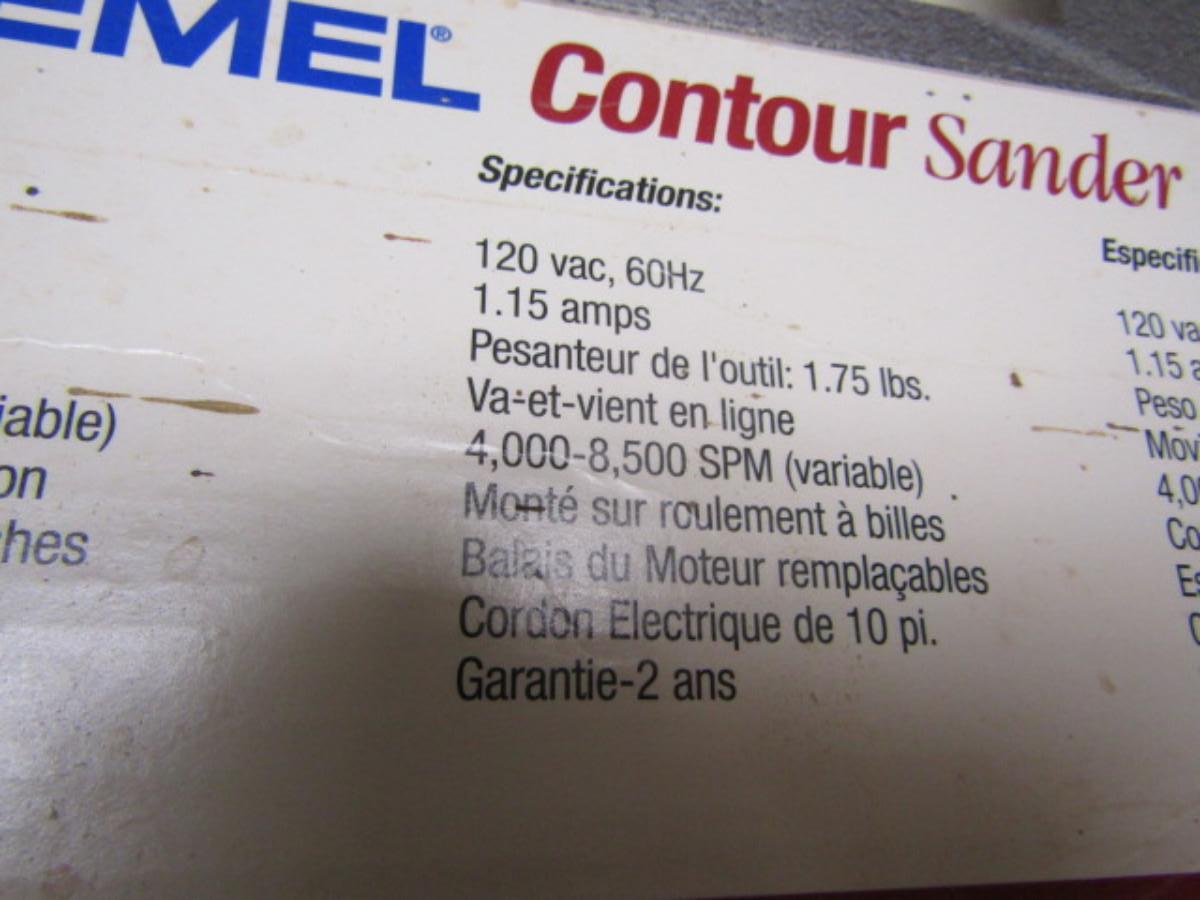 EMEL® Contour Sander
iable)
on
ches
Specifications:
120 vac, 60Hz
1.15 amps
Pesanteur de l'outil: 1.75 lbs.
Va-et-vient en ligne
4,000-8,500 SPM (variable)
Monté sur roulement à billes
Balais du Moteur remplaçables
Cordon Electrique de 10 pi.
Garantie-2 ans
Especifi
120 va
1.15 a
Peso
Mov
4,0
Co
Es
C